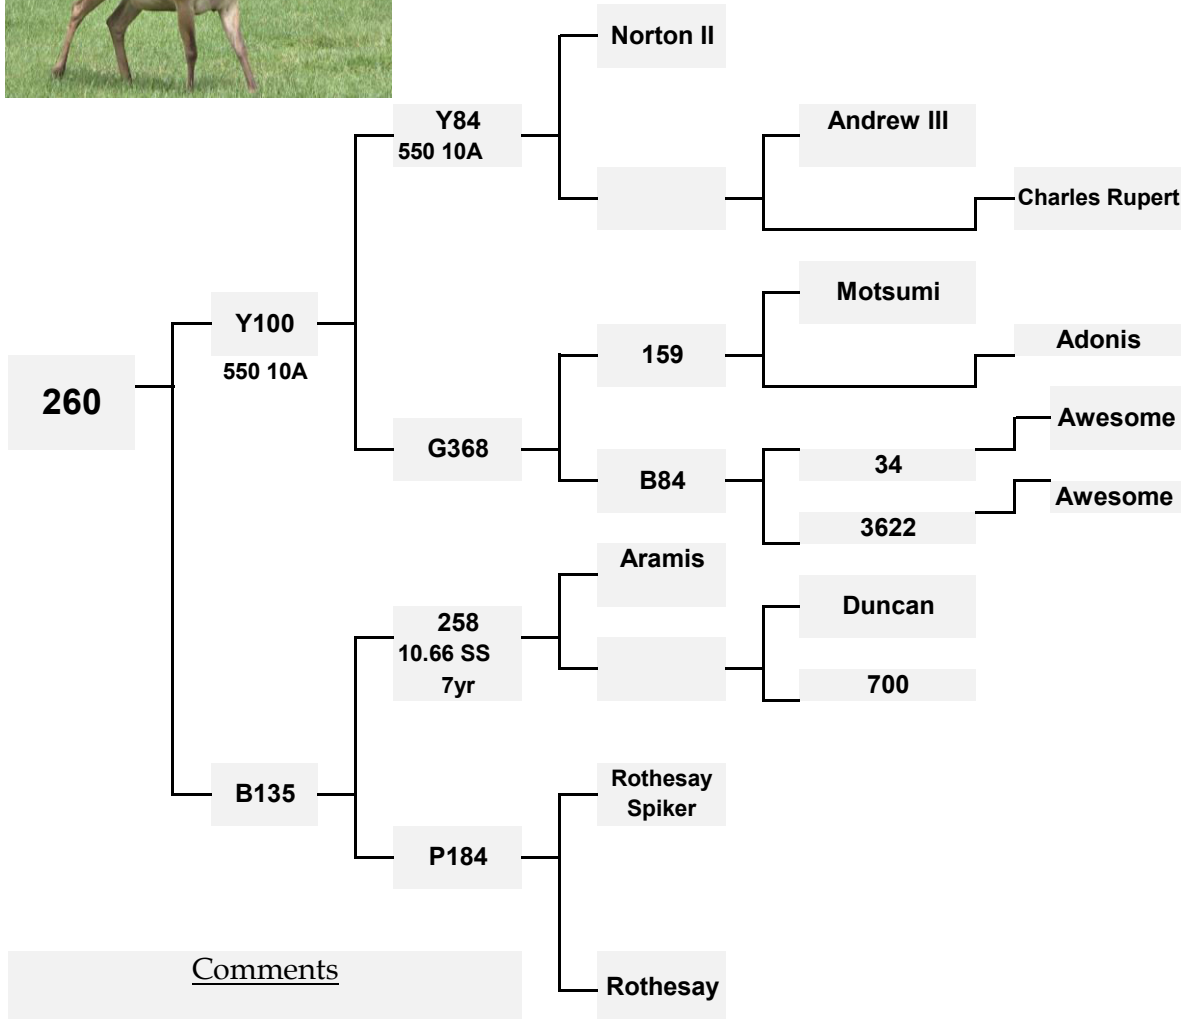 Norton II
Y84
550 10A
Andrew III
Charles Rupert
Motsumi
Y100
550 10A
159
Adonis
260
Awesome
G368
34
B84
Awesome
3622
Aramis
258
10.66 SS
7yr
Duncan
700
Rothesay
Spiker
B135
P184
Comments
Rothesay